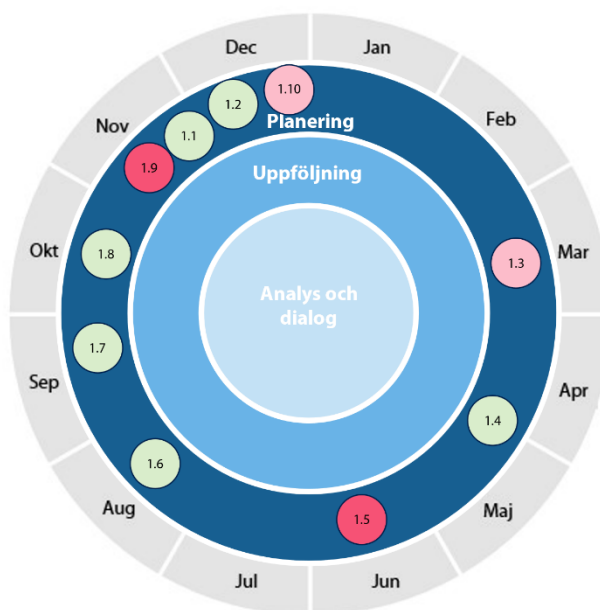 Dec
Jan
Feb
Mar
Apr
Maj
Jun
Jul
Aug
Sep
Okt
Nov
Planering
Uppföljning
Analys och
dialog
1.10
1.2
1.1
1.9
1.8
1.7
1.6
1.5
1.4
1.3